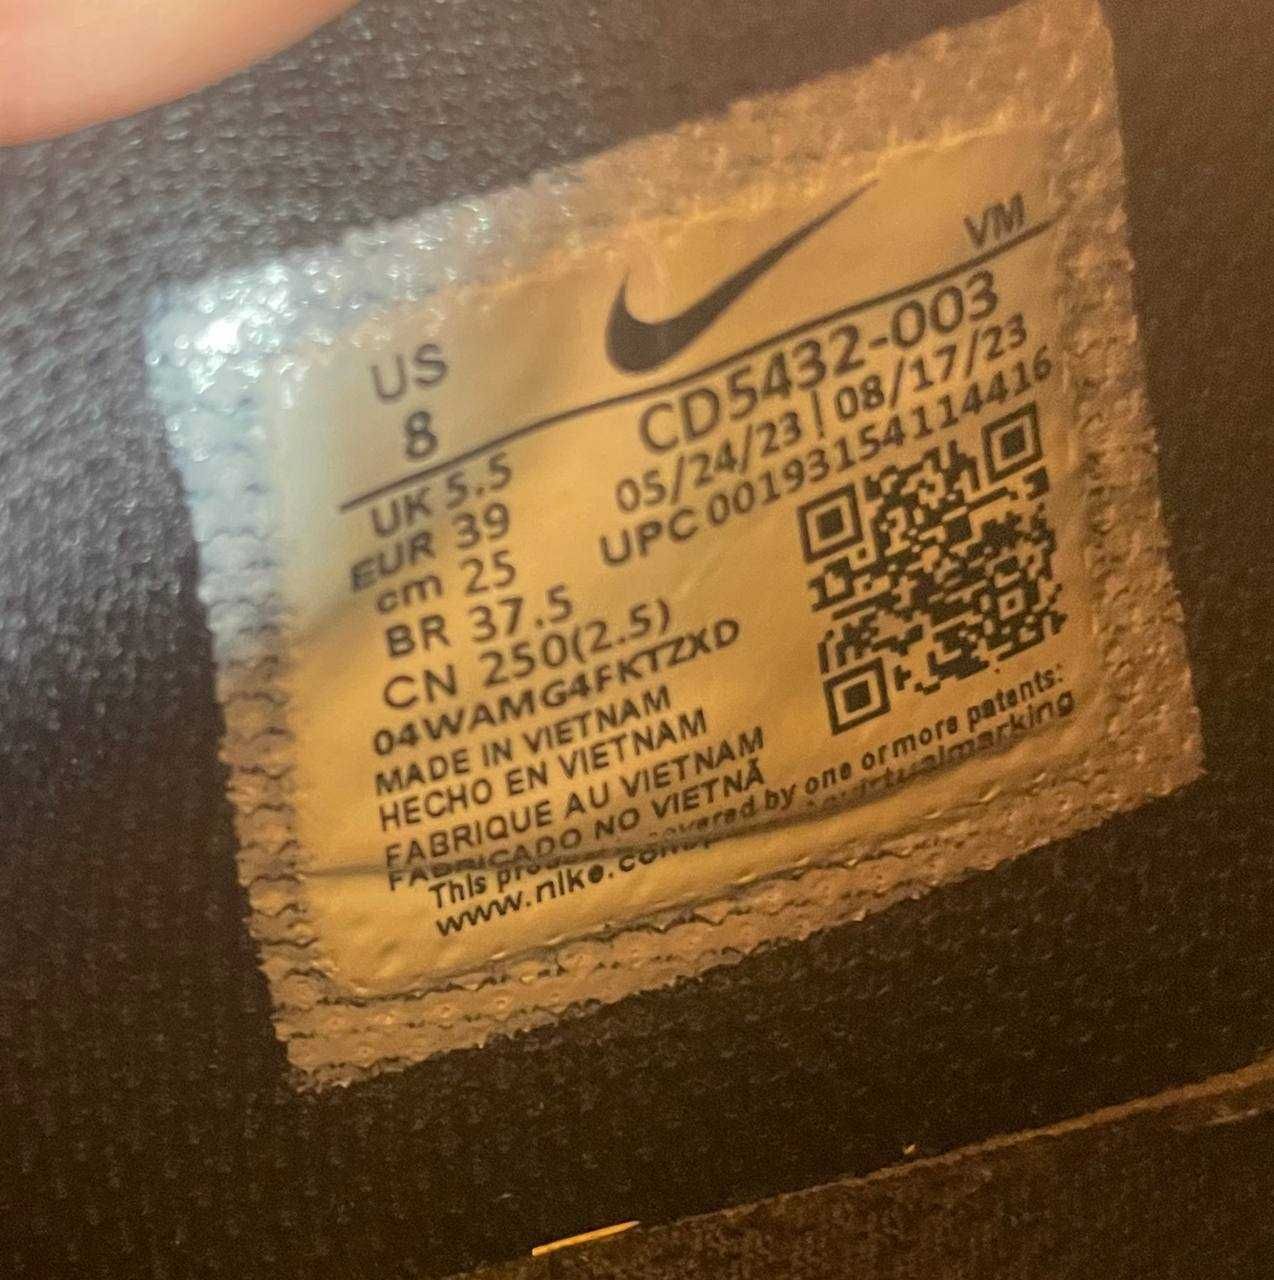 VM
US
8
CD5432-003
05/24/23 | 08/17/23
UPC 00193154114416
UK 5.5
EUR 39
cm 25
BR 37.5
CN 250(2.5)
04WAMG4FKTZXD
MADE IN VIETNAM
HECHO EN VIETNAM
FABRIQUE AU VIETNAM
FABRICADO NO VIETNÃ
This covered by one or more patents:
www.nike.com